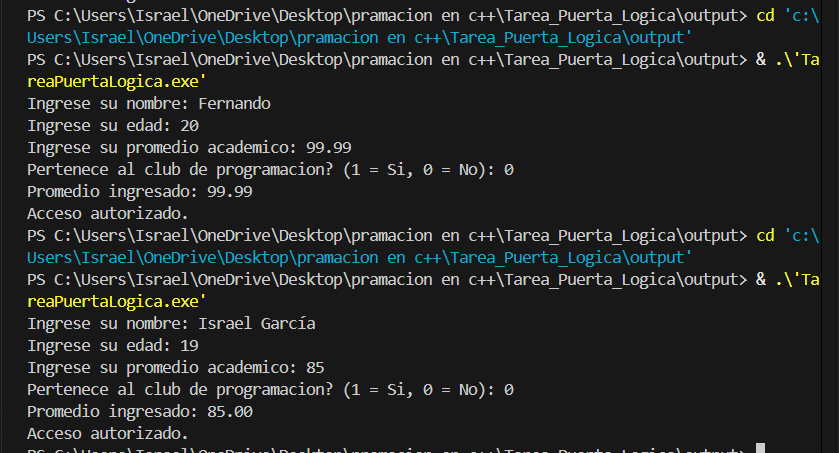 PS C:\Users\Israel\OneDrive\Desktop\pramacion en c++\Tarea_Puerta_Logica\output> cd 'c:\
Users\Israel\OneDrive\Desktop\pramacion en c++\Tarea_Puerta_Logica\output'
PS C:\Users\Israel\OneDrive\Desktop\pramacion en c++\Tarea_Puerta_Logica\output> & .\'Ta
reaPuertaLogica.exe'
Ingrese su nombre: Fernando
Ingrese su edad: 20
Ingrese su promedio academico: 99.99
Pertenece al club de programacion? (1 = Si, 0 = No): 0
Promedio ingresado: 99.99
Acceso autorizado.
PS C:\Users\Israel\OneDrive\Desktop\pramacion en c++\Tarea_Puerta_Logica\output> cd 'c:\
Users\Israel\OneDrive\Desktop\pramacion en c++\Tarea_Puerta_Logica\output'
PS C:\Users\Israel\OneDrive\Desktop\pramacion en c++\Tarea_Puerta_Logica\output> & .\'Ta
reaPuertaLogica.exe'
Ingrese su nombre: Israel García
Ingrese su edad: 19
Ingrese su promedio academico: 85
Pertenece al club de programacion? (1 = Si, 0 = No): 0
Promedio ingresado: 85.00
Acceso autorizado.
PS C:\Users\Israel\OneDrive\Desktop\pramacion en c++\Tarea_Puerta_Logica\output>